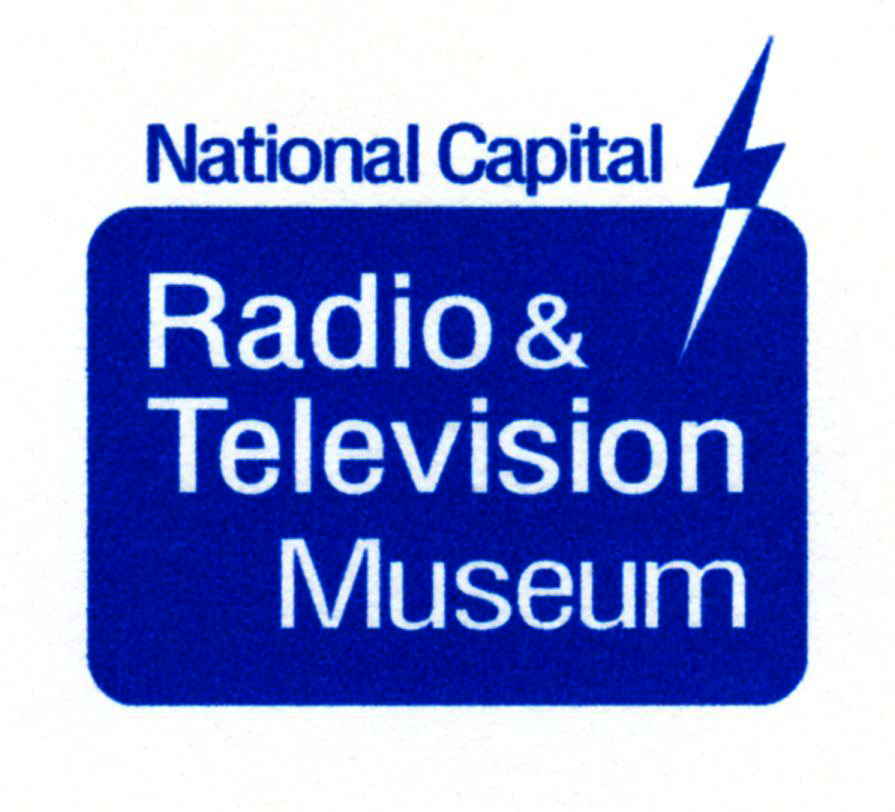 National Capital
Radio &
Television
Museum